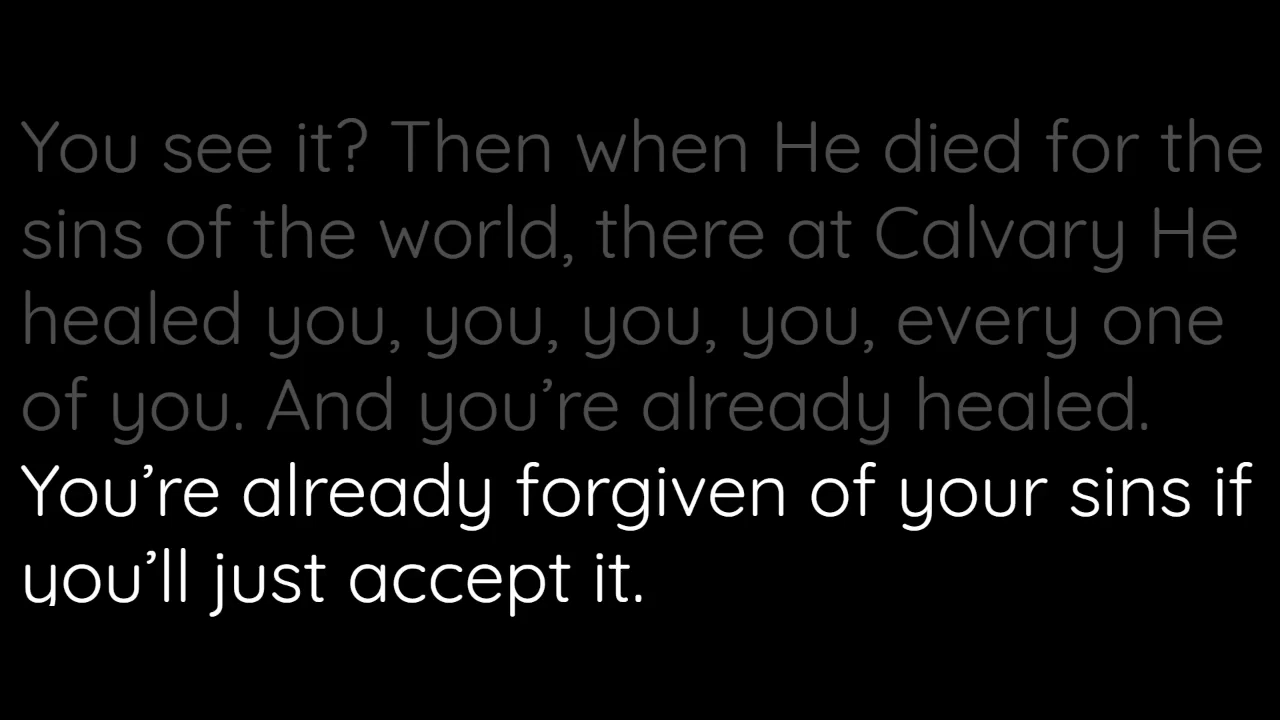 You see it? Then when He died for the
sins of the world, there at Calvary He
healed you, you, you, you, every one
of you. And you’re already healed.
You’re already forgiven of your sins if
you’ll just accept it.